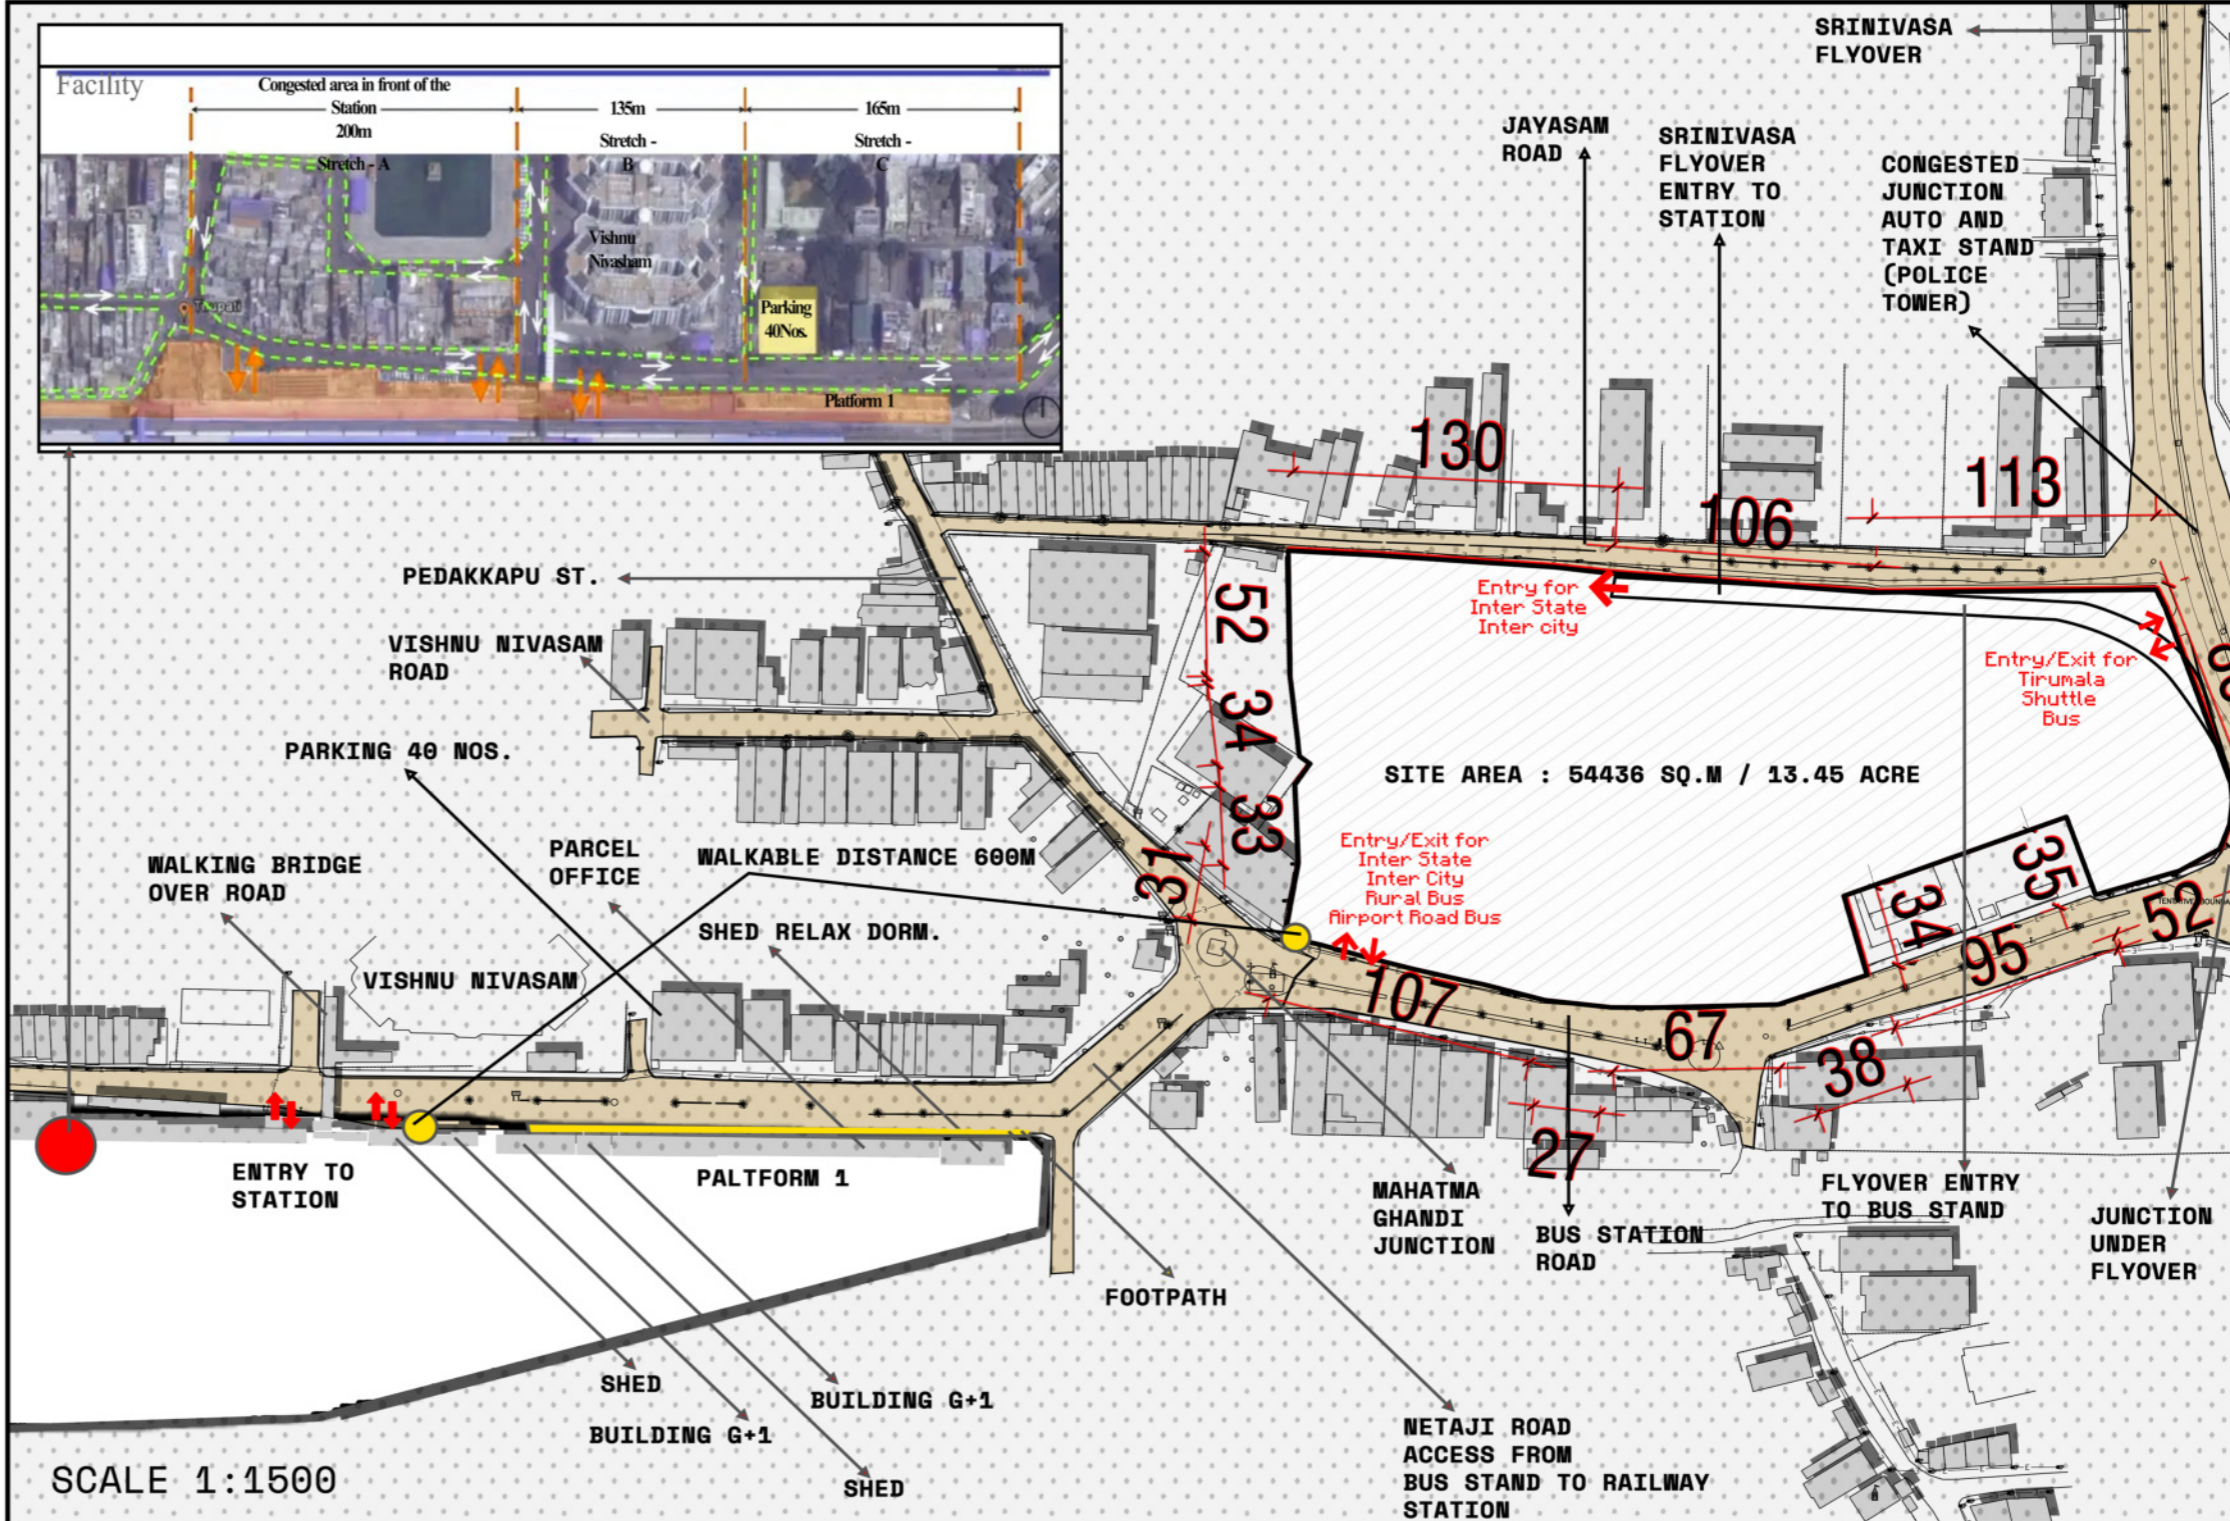 Facility
Congested area in front of the
Station
200m
Stretch - A
135m
Stretch -
B
165m
Stretch -
C
Vishnu
Nivasham
Parking
40Nos.
Tirupati
Platform 1
SRINIVASA
FLYOVER
JAYASAM
ROAD
SRINIVASA
FLYOVER
ENTRY TO
STATION
CONGESTED
JUNCTION
AUTO AND
TAXI STAND
(POLICE
TOWER)
130
106
113
PEDAKKAPU ST.
VISHNU NIVASAM
ROAD
PARKING 40 NOS.
52
34
33
31
Entry for
Inter State
Inter city
Entry/Exit for
Tirumala
Shuttle
Bus
SITE AREA : 54436 SQ.M / 13.45 ACRE
Entry/Exit for
Inter State
Inter City
Rural Bus
Airport Road Bus
WALKING BRIDGE
OVER ROAD
PARCEL
OFFICE
WALKABLE DISTANCE 600M
SHED RELAX DORM.
VISHNU NIVASAM
35
34
52
95
107
67
38
27
ENTRY TO
STATION
PALTFORM 1
MAHATMA
GHANDI
JUNCTION
BUS STATION
ROAD
FLYOVER ENTRY
TO BUS STAND
JUNCTION
UNDER
FLYOVER
FOOTPATH
SHED
BUILDING G+1
BUILDING G+1
SHED
NETAJI ROAD
ACCESS FROM
BUS STAND TO RAILWAY
STATION
SCALE 1:1500